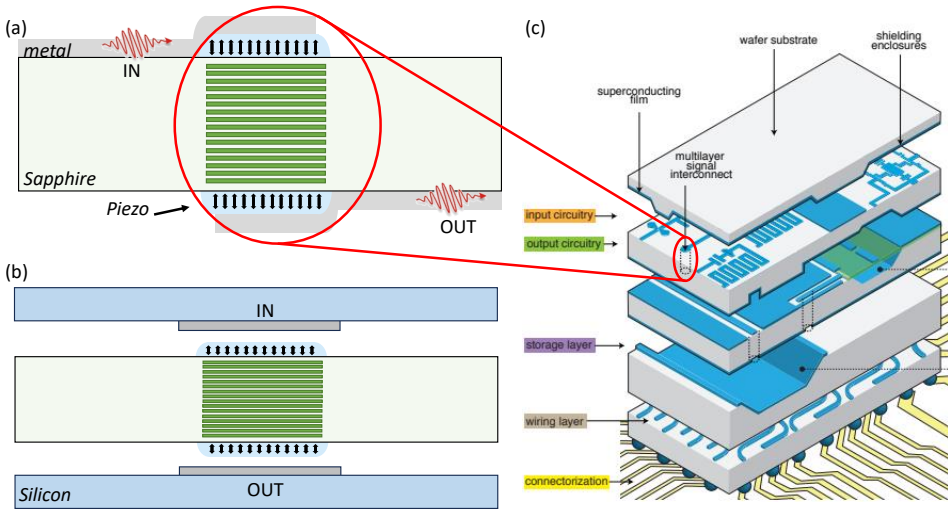 (a)
metal
IN
Sapphire
Piezo
OUT
(b)
IN
Silicon
OUT
(c)
wafer substrate
shielding
enclosures
superconducting
film
multilayer
signal
interconnect
input circuitry
output circuitry
storage layer
wiring layer
connectorization